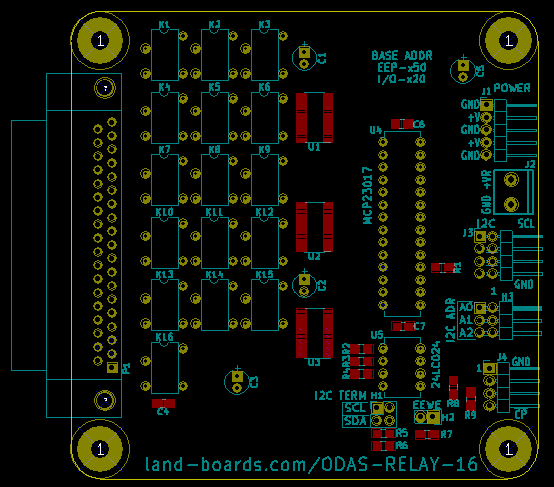 1
1
K1 K2 K3
C1
BASE ADDR
EEP-x50
I/O-x20
C5
K4 K5 K6
J1 POWER
GND
+V
GND
+V
GND
U1
U4
C6
MCP23017
K7 K8 K9
J2
GND +VR
K10 K11 K12
U2
I2C SCL
J3
R1
GND
K13 K14 K15
C2
1
H3
I2C ADR
A0
A1
A2
K16
U3
C7
U5
24LC024
R3R2
R4
P1
C3
J4 GND
1
CP
R8
R9
C4
I2C TERM H1
SCL
SDA
EEWE
H2
R5
R6
R7
1
1
land-boards.com/ODAS-RELAY-16